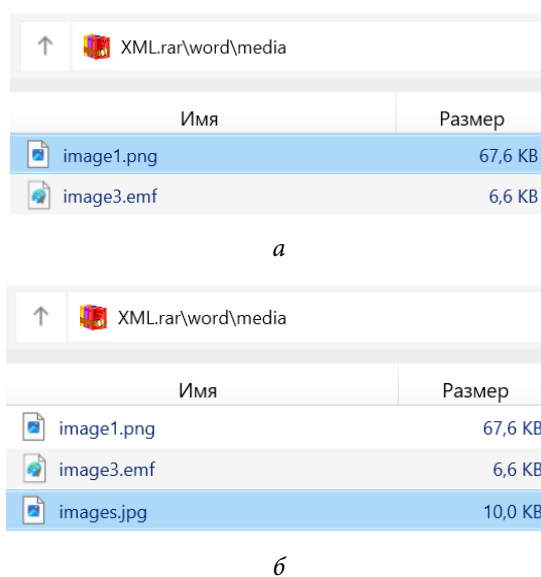 XML.rar\word\media
Имя Размер
image1.png 67,6 KB
image3.emf 6,6 KB
а
XML.rar\word\media
Имя Размер
image1.png 67,6 KB
image3.emf 6,6 KB
images.jpg 10,0 KB
б